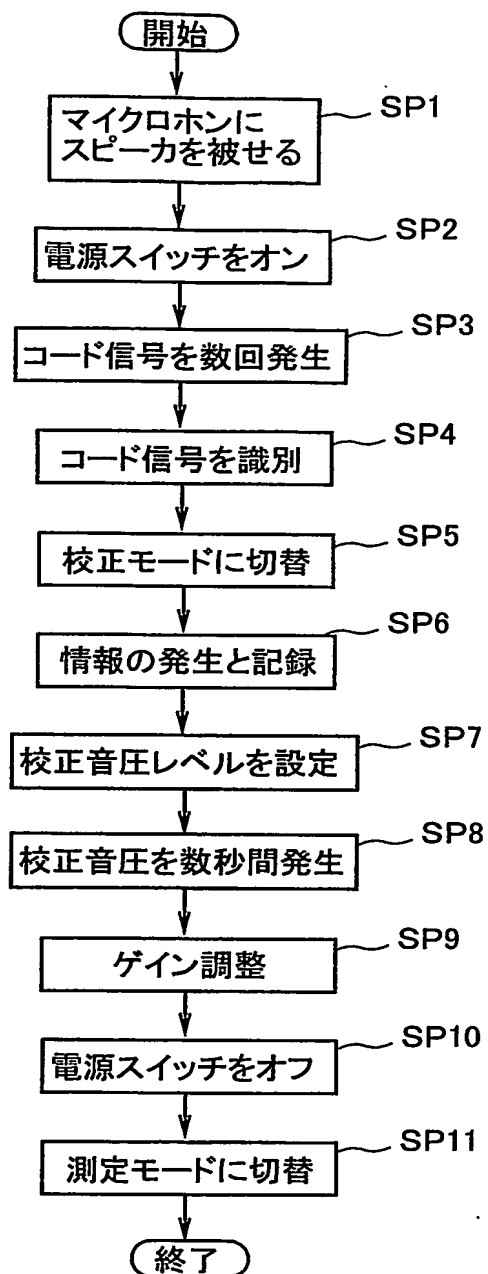 開始
マイクロホンに
スピーカを被せる
SP1
電源スイッチをオン
SP2
コード信号を数回発生
SP3
コード信号を識別
SP4
校正モードに切替
SP5
情報の発生と記録
SP6
校正音圧レベルを設定
SP7
校正音圧を数秒間発生
SP8
ゲイン調整
SP9
電源スイッチをオフ
SP10
測定モードに切替
SP11
終了